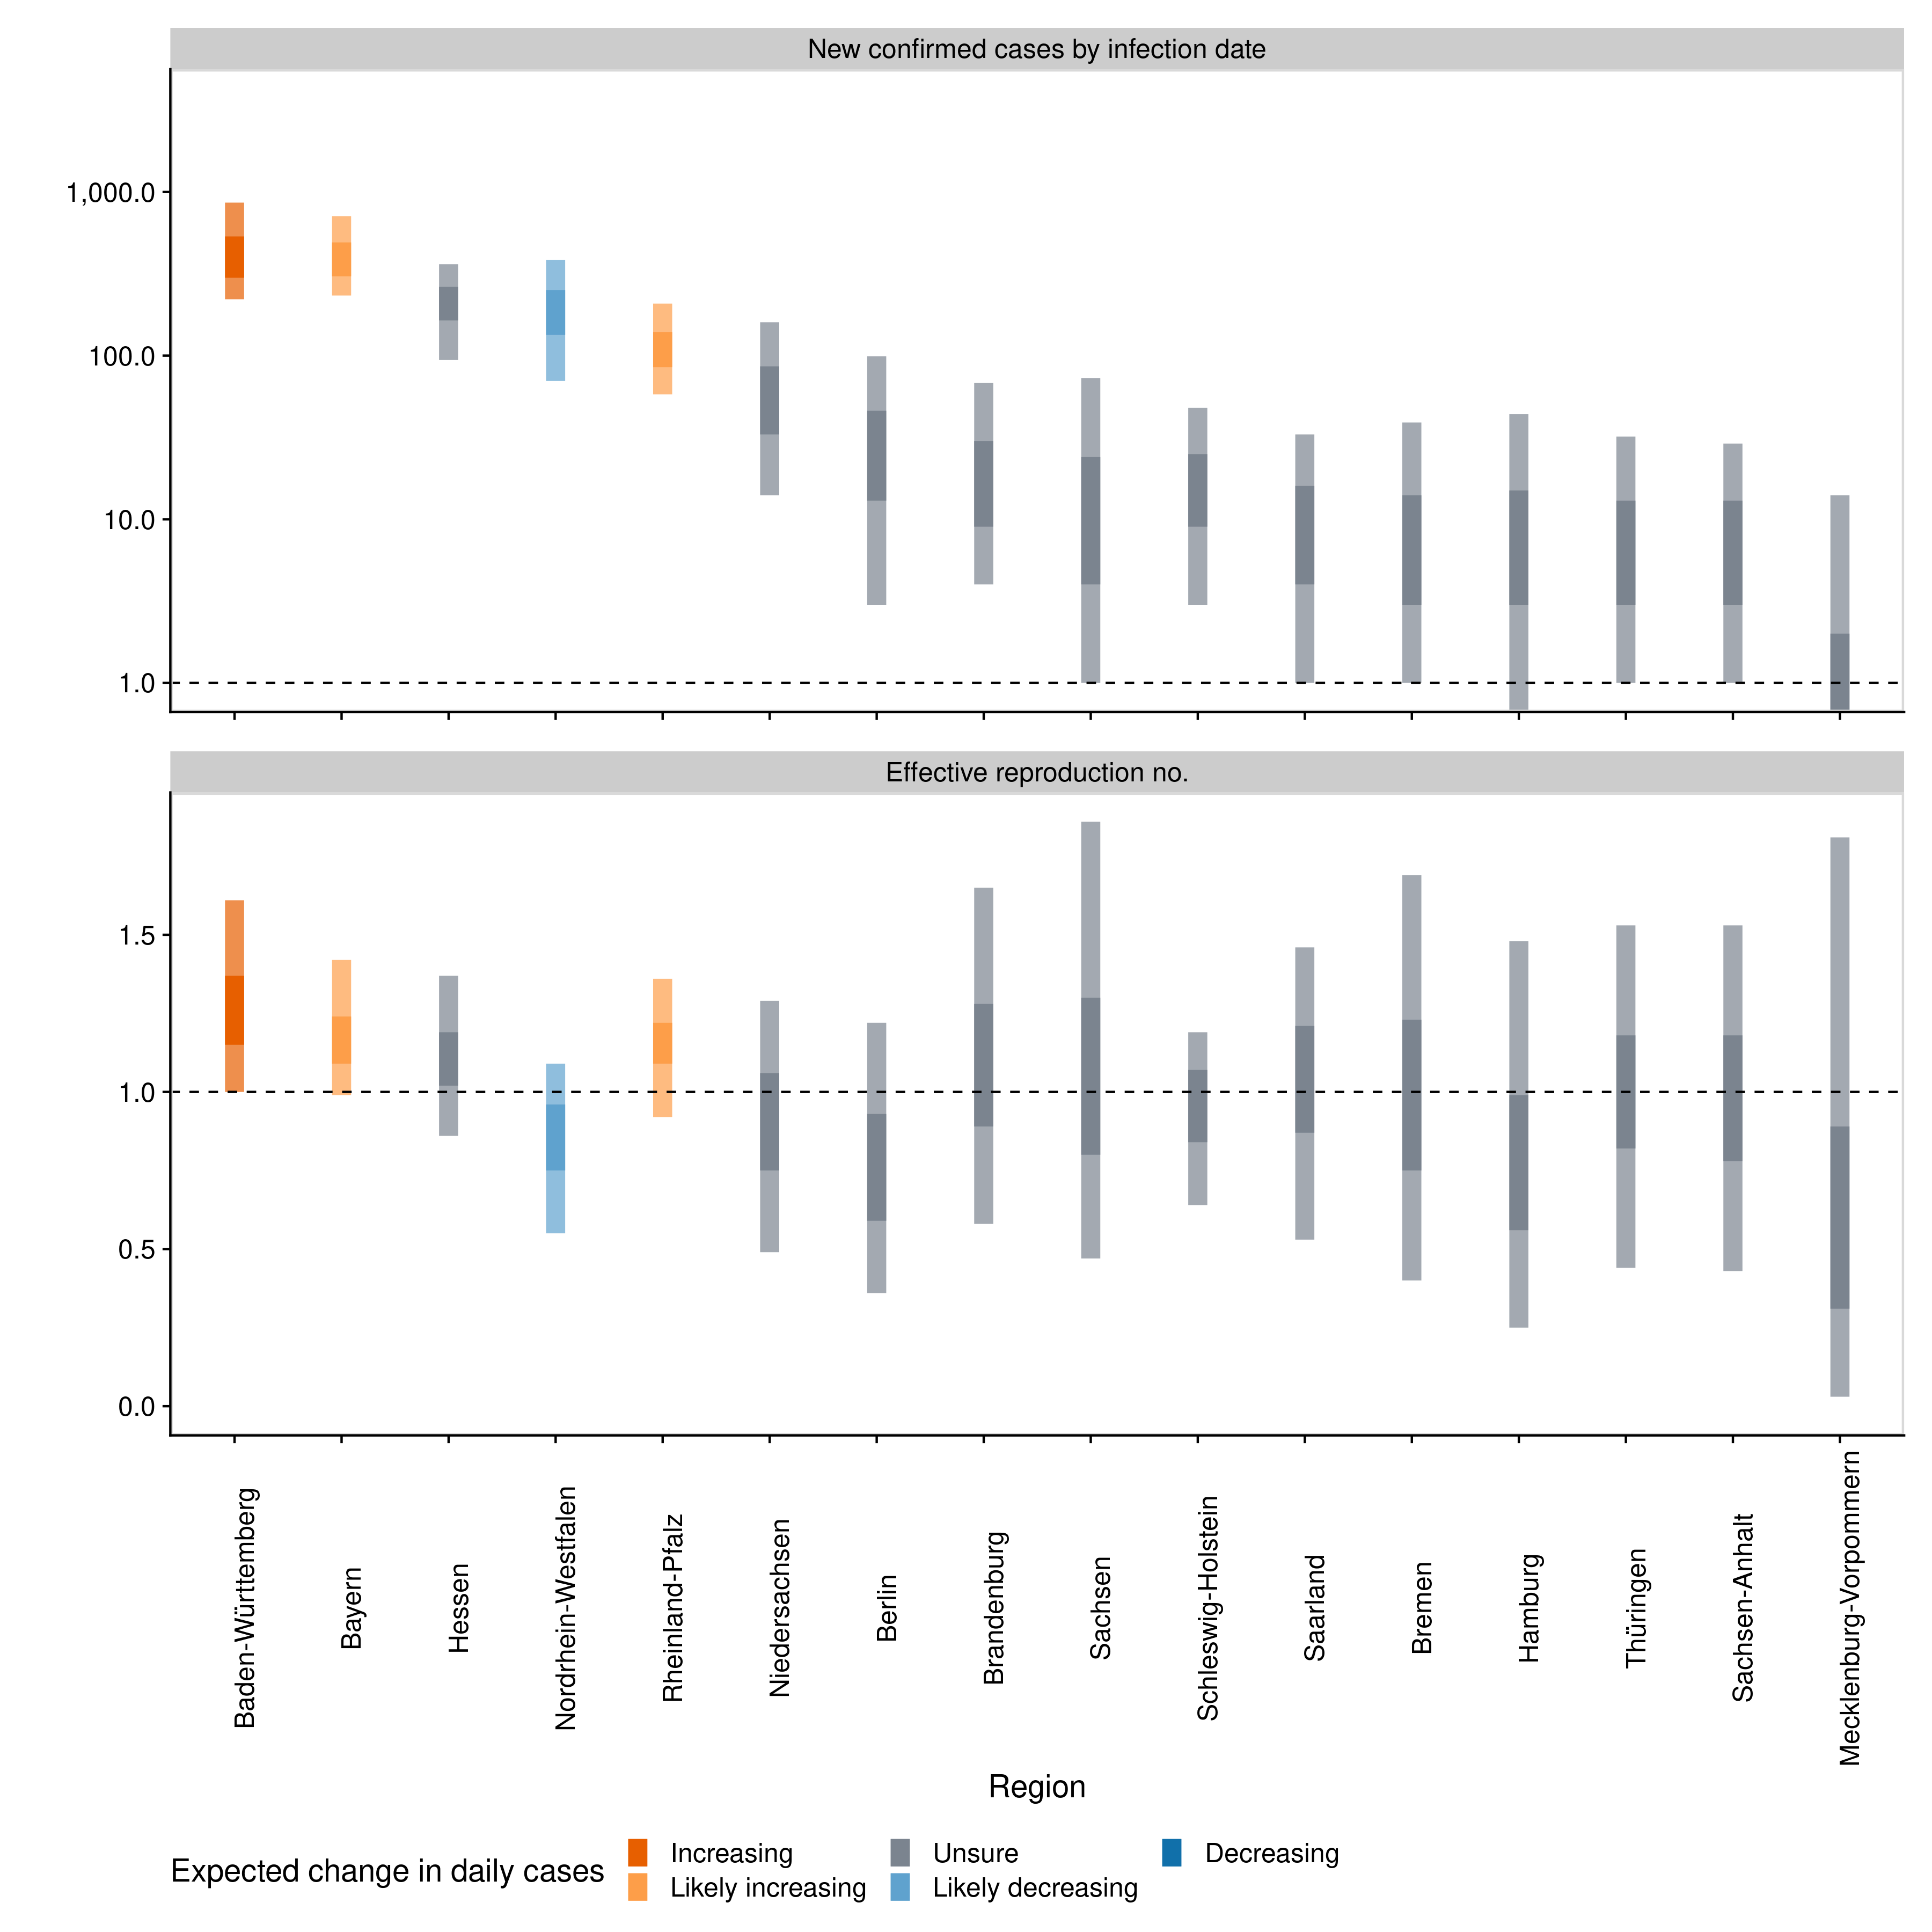 New confirmed cases by infection date
1,000.0
100.0
10.0
1.0
Effective reproduction no.
1.5
1.0
0.5
0.0
Baden-Württemberg
Bayern
Hessen
Nordrhein-Westfalen
Rheinland-Pfalz
Niedersachsen
Berlin
Brandenburg
Sachsen
Schleswig-Holstein
Saarland
Bremen
Hamburg
Thüringen
Sachsen-Anhalt
Mecklenburg-Vorpommern
Region
Expected change in daily cases
Increasing
Unsure
Decreasing
Likely increasing
Likely decreasing